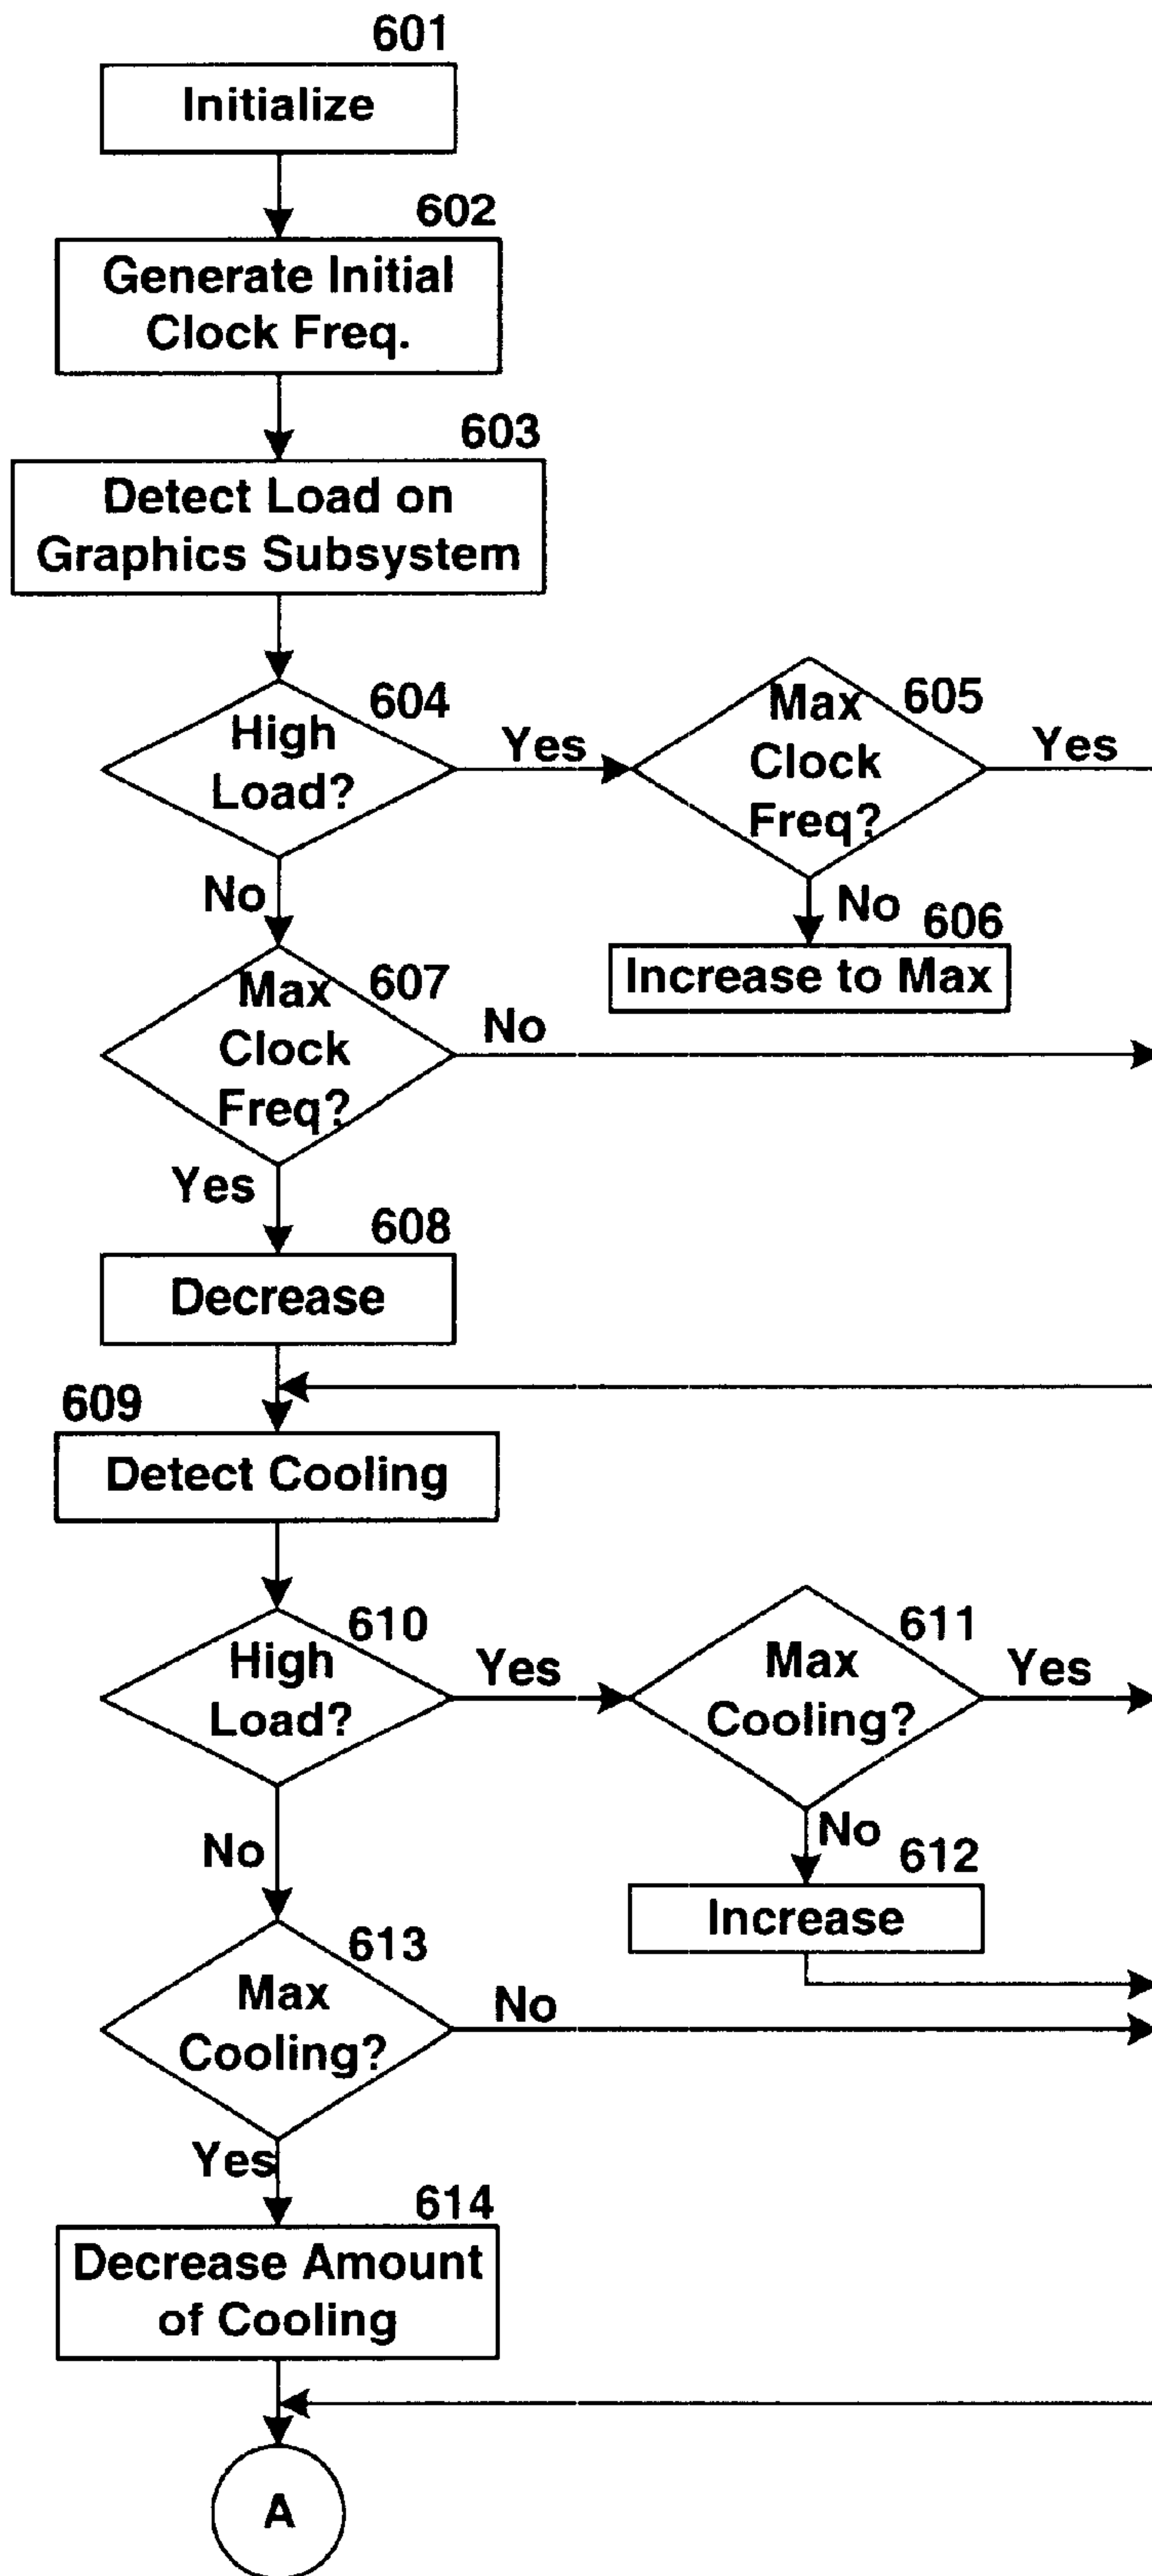 601
Initialize
602
Generate Initial
Clock Freq.
603
Detect Load on
Graphics Subsystem
604
High
Load?
Yes
605
Max
Clock
Freq?
Yes
No
No
606
Increase to Max
607
Max
Clock
Freq?
No
Yes
608
Decrease
609
Detect Cooling
610
High
Load?
Yes
611
Max
Cooling?
Yes
No
No
612
Increase
613
Max
Cooling?
No
Yes
614
Decrease Amount
of Cooling
A